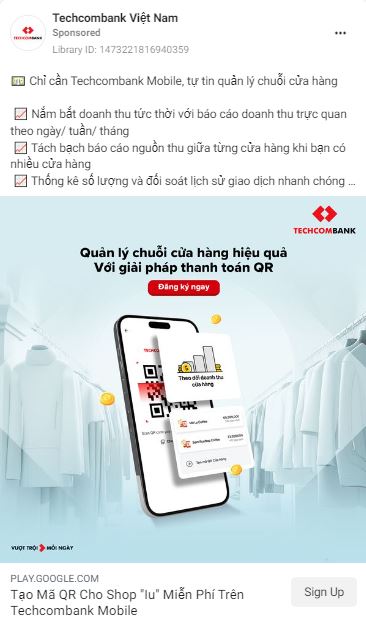 Techcombank Việt Nam
Sponsored
Library ID: 1473221816940359
Chỉ cần Techcombank Mobile, tự tin quản lý chuỗi cửa hàng
Nắm bắt doanh thu tức thời với báo cáo doanh thu trực quan
theo ngày/ tuần/ tháng
Tách bạch báo cáo nguồn thu giữa từng cửa hàng khi bạn có
nhiều cửa hàng
Thống kê số lượng và đối soát lịch sử giao dịch nhanh chóng ...
TECHCOMBANK
Quản lý chuỗi cửa hàng hiệu quả
Với giải pháp thanh toán QR
Đăng ký ngay
Theo dõi doanh thu
cửa hàng
VƯỢT TRỘI MỖI NGÀY
PLAY.GOOGLE.COM
Tạo Mã QR Cho Shop "Iu" Miễn Phí Trên
Techcombank Mobile
Sign Up